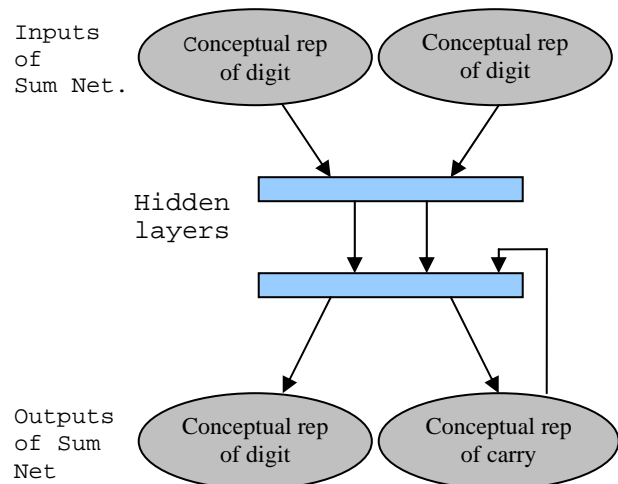 Inputs
of
Sum Net.
Conceptual rep
of digit
Conceptual rep
of digit
Hidden
layers
Outputs
of Sum
Net
Conceptual rep
of digit
Conceptual rep
of carry